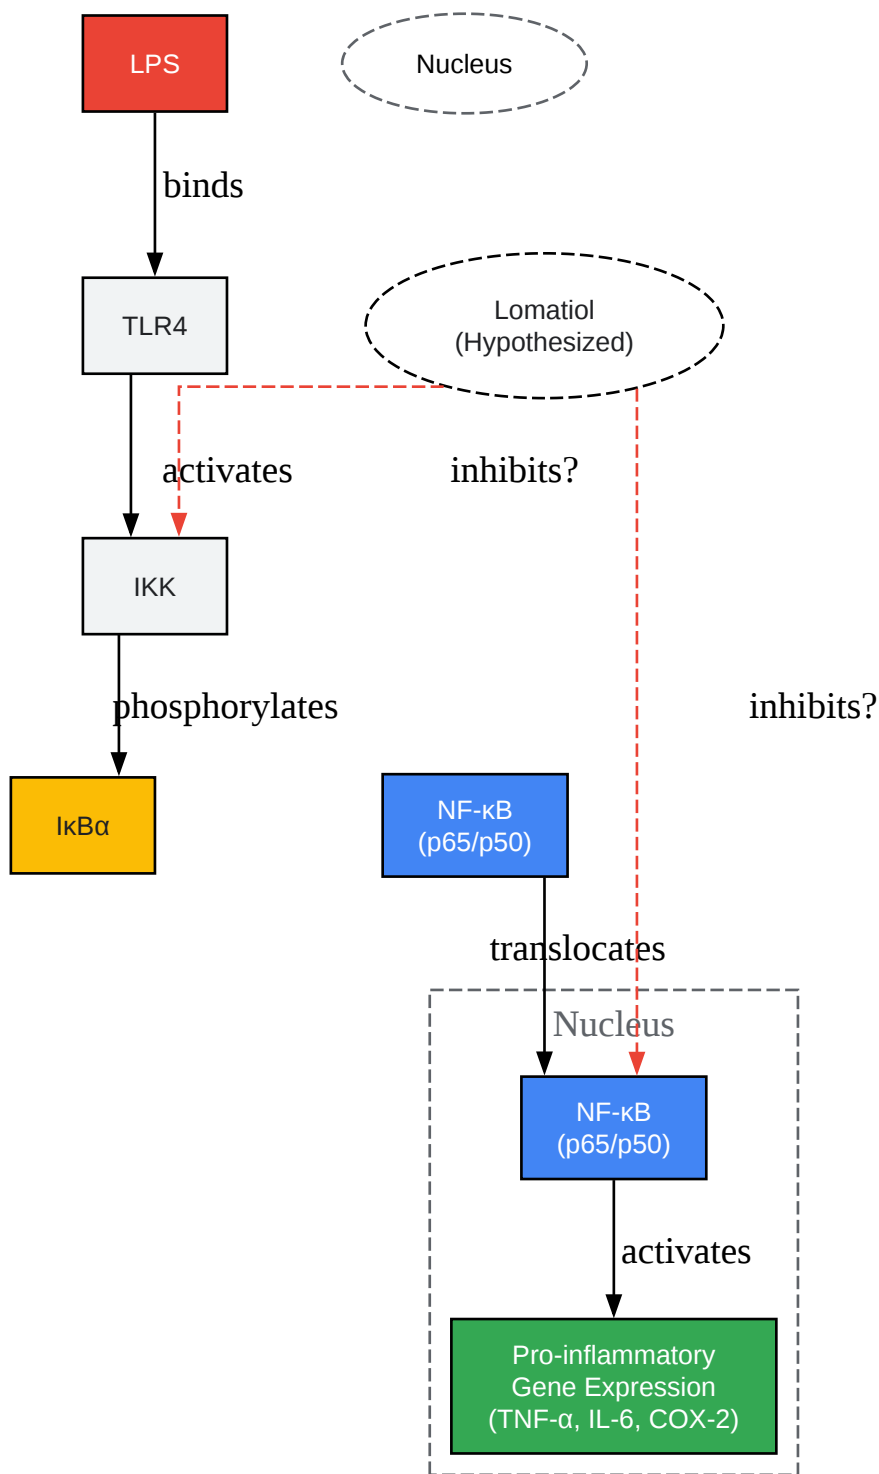 LPS
Nucleus
binds
TLR4
Lomatiol
(Hypothesized)
activates
inhibits?
IKK
phosphorylates
inhibits?
IκBα
NF-κB
(p65/p50)
translocates
Nucleus
NF-κB
(p65/p50)
activates
Pro-inflammatory
Gene Expression
(TNF-α, IL-6, COX-2)